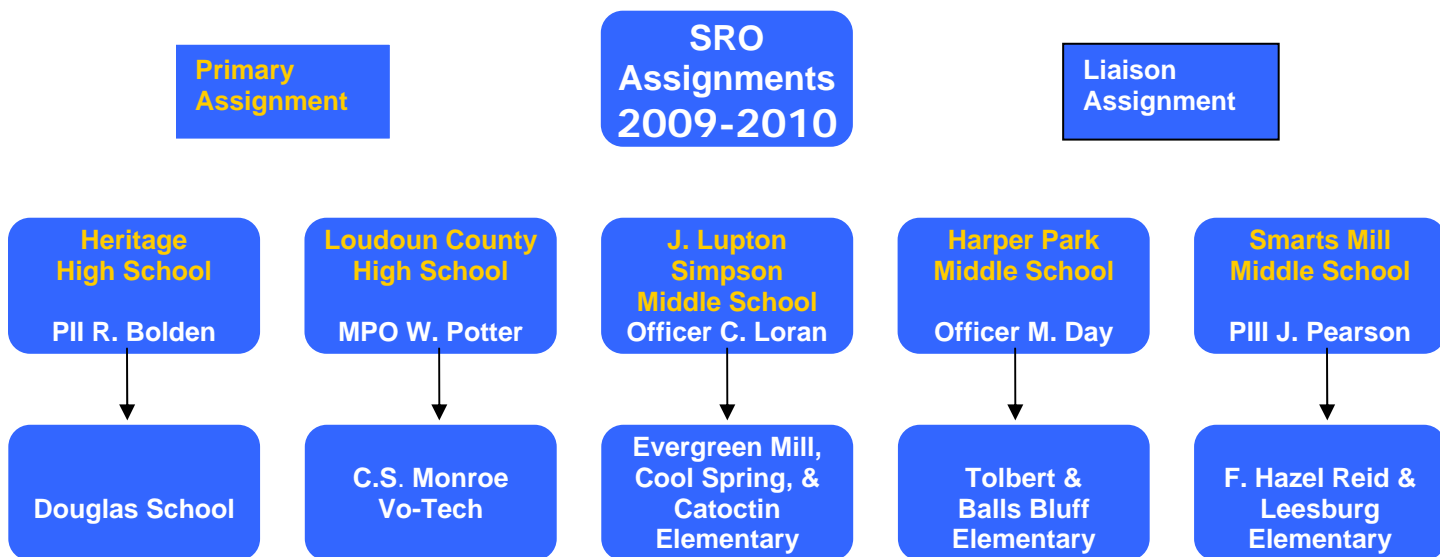 SRO
Assignments
2009-2010
Primary
Assignment
Liaison
Assignment
Heritage
High School
PII R. Bolden
Loudoun County
High School
MPO W. Potter
J. Lupton
Simpson
Middle School
Officer C. Loran
Harper Park
Middle School
Officer M. Day
Smarts Mill
Middle School
PIII J. Pearson
Douglas School
C.S. Monroe
Vo-Tech
Evergreen Mill,
Cool Spring, &
Catoctin
Elementary
Tolbert &
Balls Bluff
Elementary
F. Hazel Reid &
Leesburg
Elementary